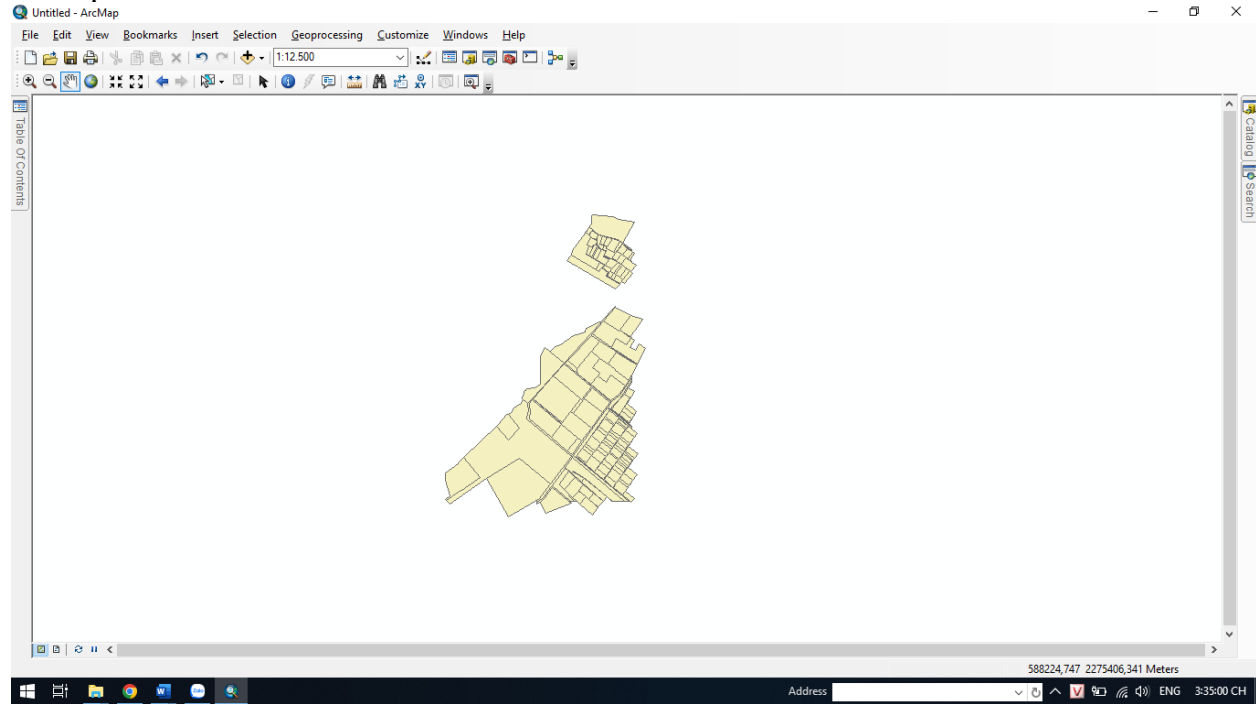 Untitled - ArcMap
File Edit View Bookmarks Insert Selection Geoprocessing Customize Windows Help
1:12.500
Table Of Contents
Catalog
Search
588224,747 2275406,341 Meters
Address
ENG 3:35:00 CH